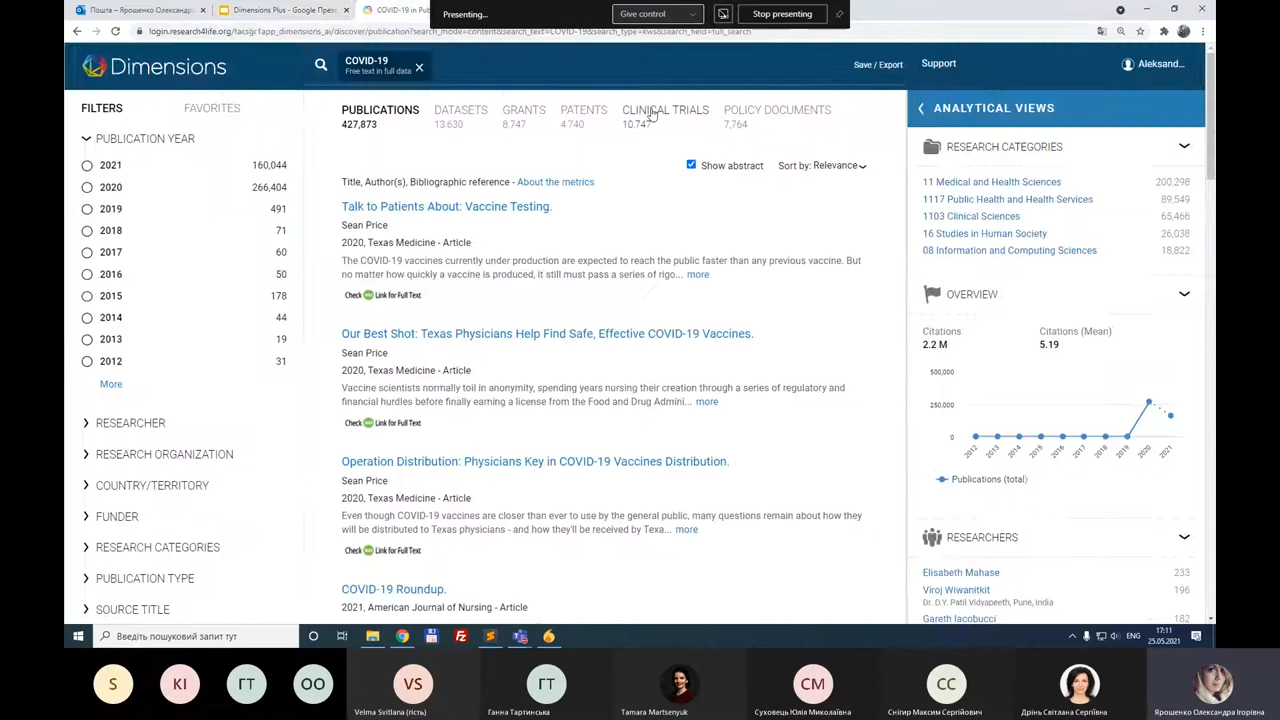 Пошта – Ярошенко Олександр
Dimensions Plus - Google Презе
COVID-19 in Pub
Presenting...
Give control
Stop presenting
login.research4life.org/tacsgr1app_dimensions_ai/discover/publication?search_mode=content&search_text=COVID-19&search_type=kws&search_field=full_search
Dimensions
COVID-19
Free text in full data
Save / Export
Support
Aleksand...
FILTERS
FAVORITES
PUBLICATION YEAR
2021 160,044
2020 266,404
2019 491
2018 71
2017 60
2016 50
2015 178
2014 44
2013 19
2012 31
More
RESEARCHER
RESEARCH ORGANIZATION
COUNTRY/TERRITORY
FUNDER
RESEARCH CATEGORIES
PUBLICATION TYPE
SOURCE TITLE
PUBLICATIONS DATASETS GRANTS PATENTS CLINICAL TRIALS POLICY DOCUMENTS
427,873 13,630 8,747 4,740 10,747 7,764
Show abstract Sort by: Relevance
Title, Author(s), Bibliographic reference - About the metrics
Talk to Patients About: Vaccine Testing.
Sean Price
2020, Texas Medicine - Article
The COVID-19 vaccines currently under production are expected to reach the public faster than any previous vaccine. But
no matter how quickly a vaccine is produced, it still must pass a series of rigo... more
Check Link for Full Text
Our Best Shot: Texas Physicians Help Find Safe, Effective COVID-19 Vaccines.
Sean Price
2020, Texas Medicine - Article
Vaccine scientists normally toil in anonymity, spending years nursing their creation through a series of regulatory and
financial hurdles before finally earning a license from the Food and Drug Admini... more
Check Link for Full Text
Operation Distribution: Physicians Key in COVID-19 Vaccines Distribution.
Sean Price
2020, Texas Medicine - Article
Even though COVID-19 vaccines are closer than ever to use by the general public, many questions remain about how they
will be distributed to Texas physicians - and how they'll be received by Texa... more
Check Link for Full Text
COVID-19 Roundup.
2021, American Journal of Nursing - Article
ANALYTICAL VIEWS
RESEARCH CATEGORIES
11 Medical and Health Sciences 200,298
1117 Public Health and Health Services 89,549
1103 Clinical Sciences 65,466
16 Studies in Human Society 26,038
08 Information and Computing Sciences 18,822
OVERVIEW
Citations Citations (Mean)
2.2 M 5.19
500,000
250,000
0
2012 2013 2014 2015 2016 2017 2018 2019 2020 2021
Publications (total)
RESEARCHERS
Elisabeth Mahase 233
Viroj Wiwanitkit 196
Dr. D.Y. Patil Vidyapeeth, Pune, India
Gareth Iacobucci 182
Введіть пошуковий запит тут
ENG
17:11
25.05.2021
S
KI
ГТ
OO
VS
ГТ
CM
CC
Velma Svitlana (гість)
Ганна Тартинська
Tamara Martsenyuk
Суховець Юлія Миколаївна
Снігир Максим Сергійович
Дрінь Світлана Сергіївна
Ярошенко Олександра Ігорівна